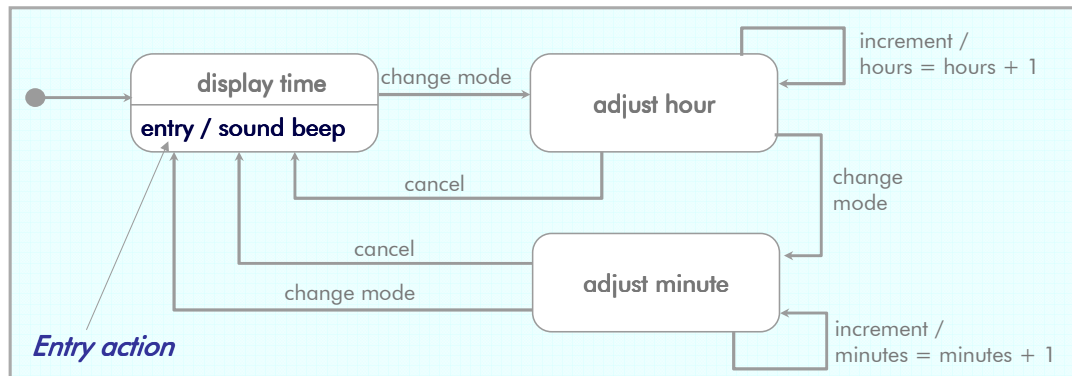 display time
entry / sound beep
change mode
adjust hour
increment /
hours = hours + 1
cancel
change
mode
cancel
adjust minute
change mode
increment /
minutes = minutes + 1
Entry action